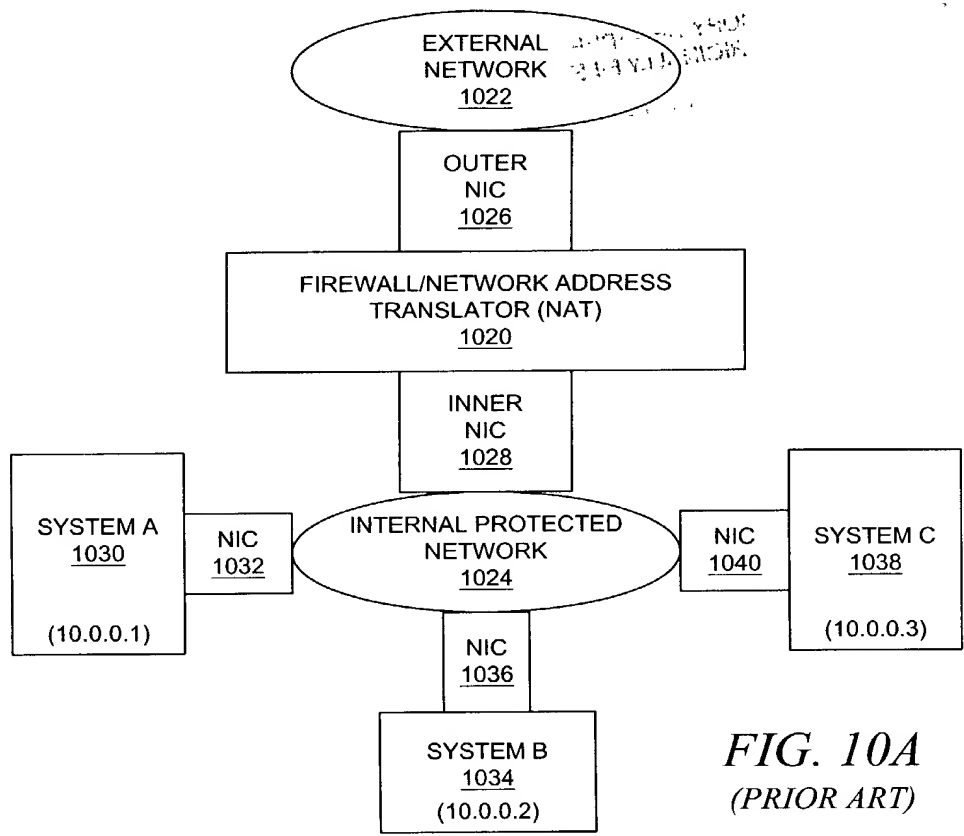 EXTERNAL
NETWORK
1022
OUTER
NIC
1026
FIREWALL/NETWORK ADDRESS
TRANSLATOR (NAT)
1020
INNER
NIC
1028
SYSTEM A
1030
(10.0.0.1)
NIC
1032
INTERNAL PROTECTED
NETWORK
1024
NIC
1040
SYSTEM C
1038
(10.0.0.3)
NIC
1036
SYSTEM B
1034
(10.0.0.2)
FIG. 10A
(PRIOR ART)